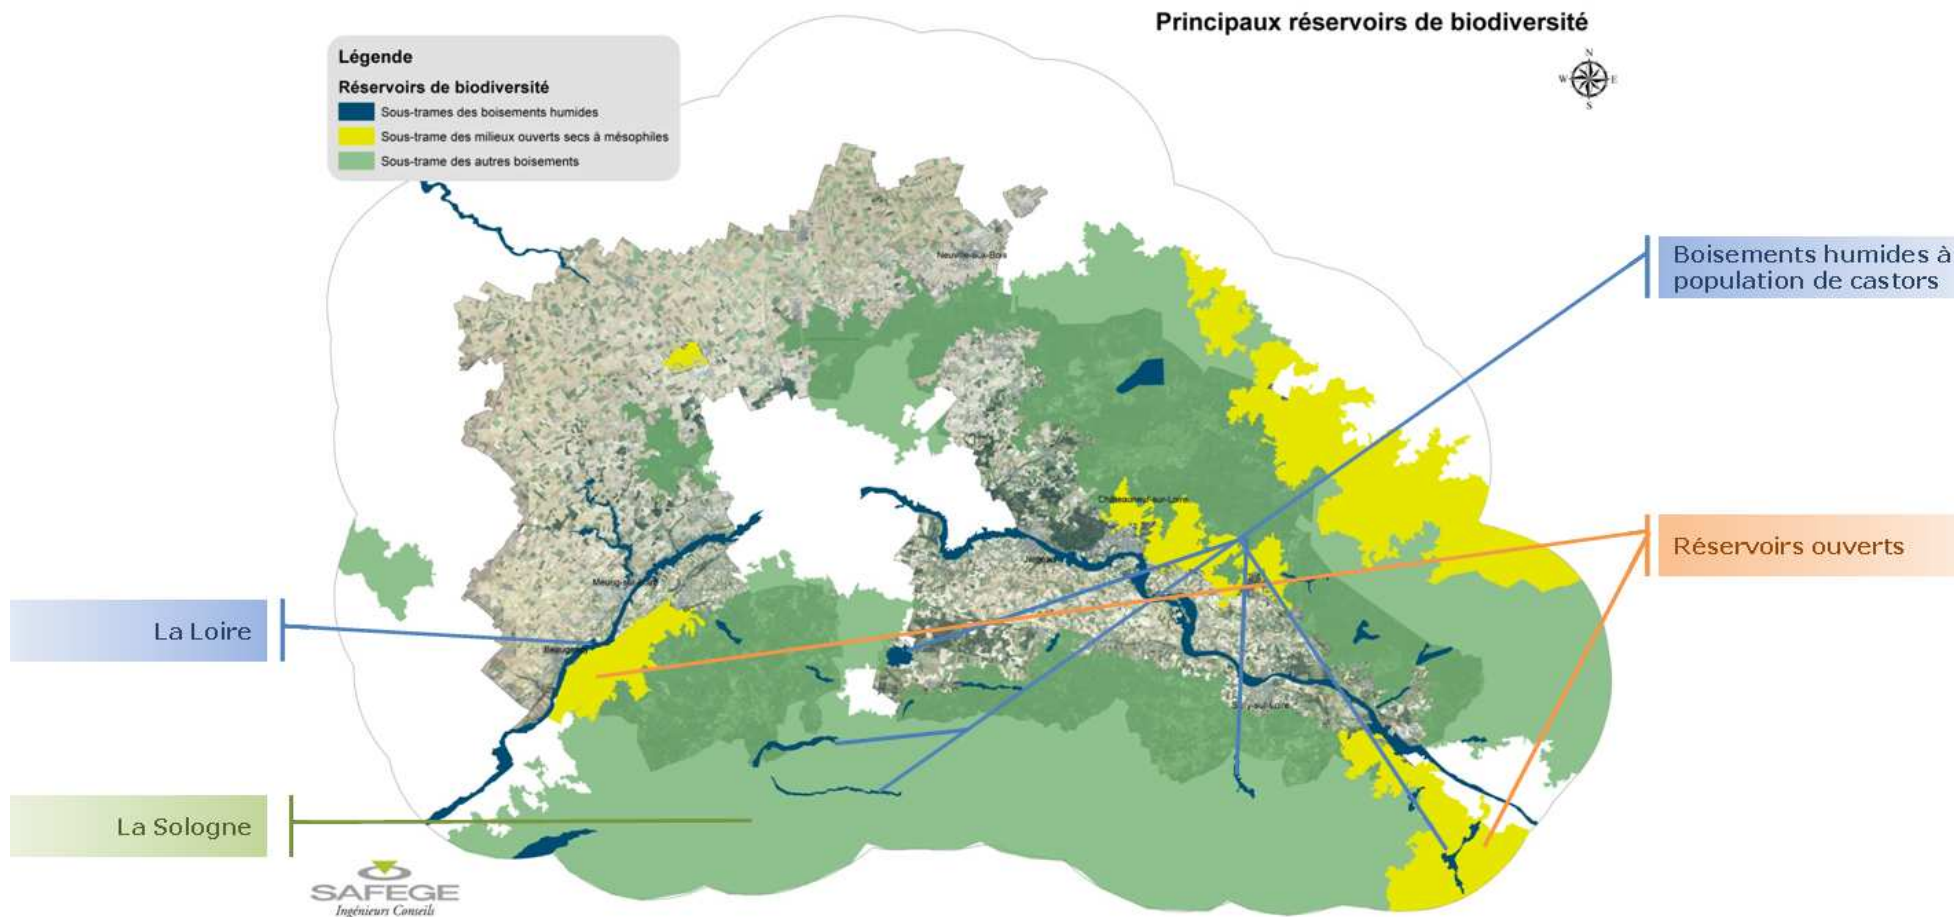 Principaux réservoirs de biodiversité
N
W
E
S
Légende
Réservoirs de biodiversité
Sous-trames des boisements humides
Sous-trame des milieux ouverts secs à mésophiles
Sous-trame des autres boisements
Neuville-aux-Bois
Boisements humides à
population de castors
Châteauneuf-sur-Loire
Réservoirs ouverts
Meung-sur-Loire
La Loire
Beaugency
Sully-sur-Loire
La Sologne
SAFEGE
Ingénieurs Conseils